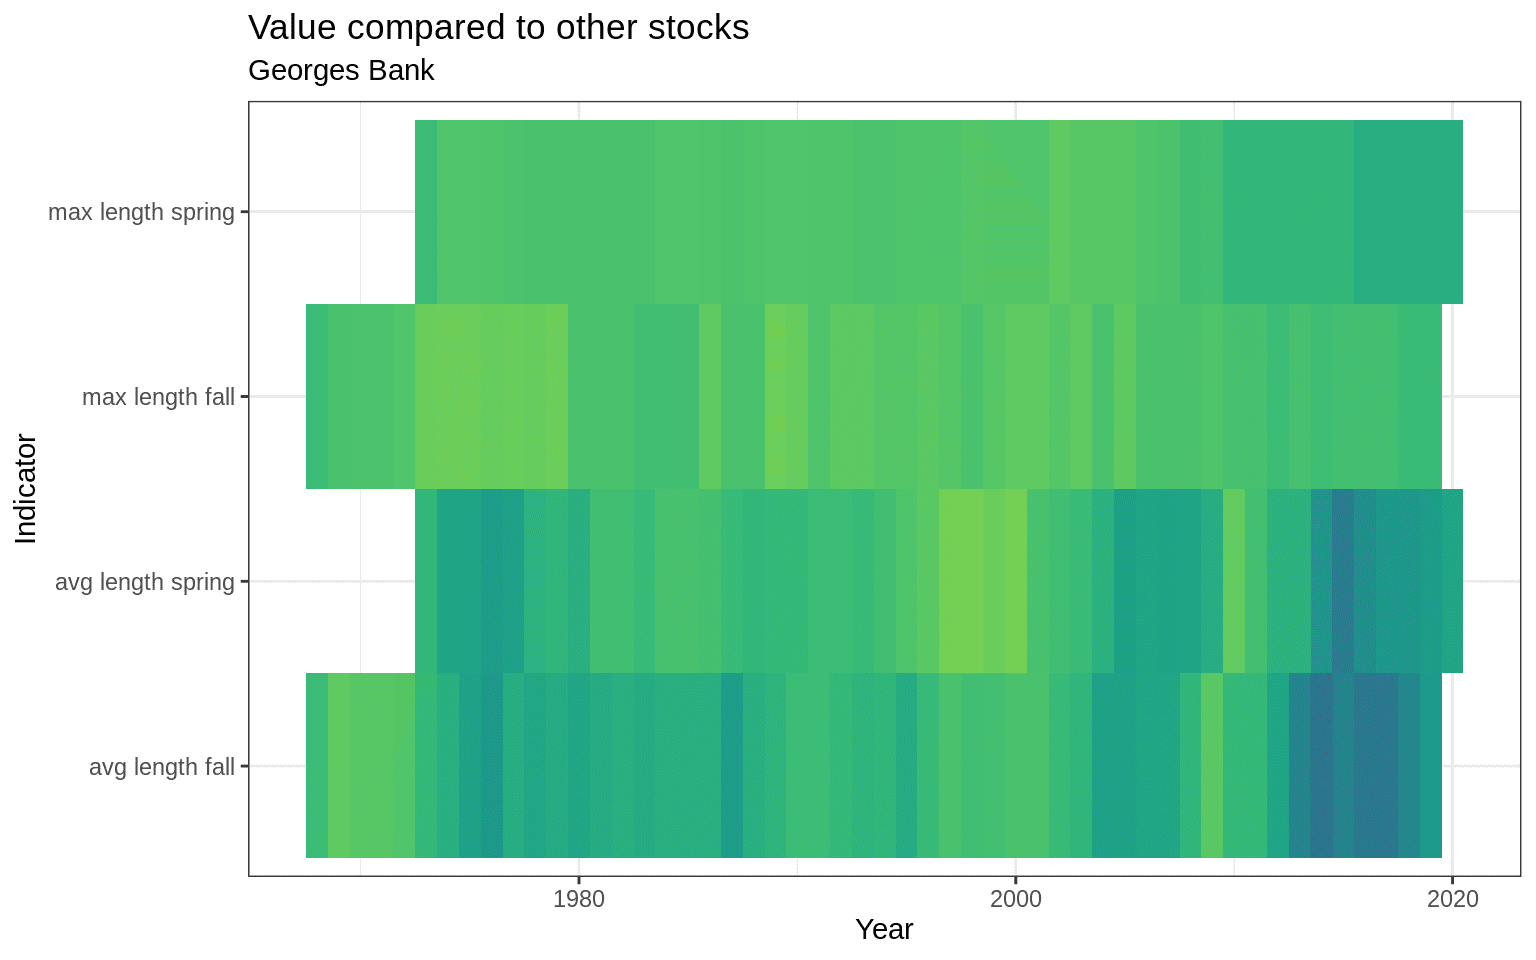 Value compared to other stocks
Georges Bank
Indicator
max length spring
max length fall
avg length spring
avg length fall
1980
2000
2020
Year